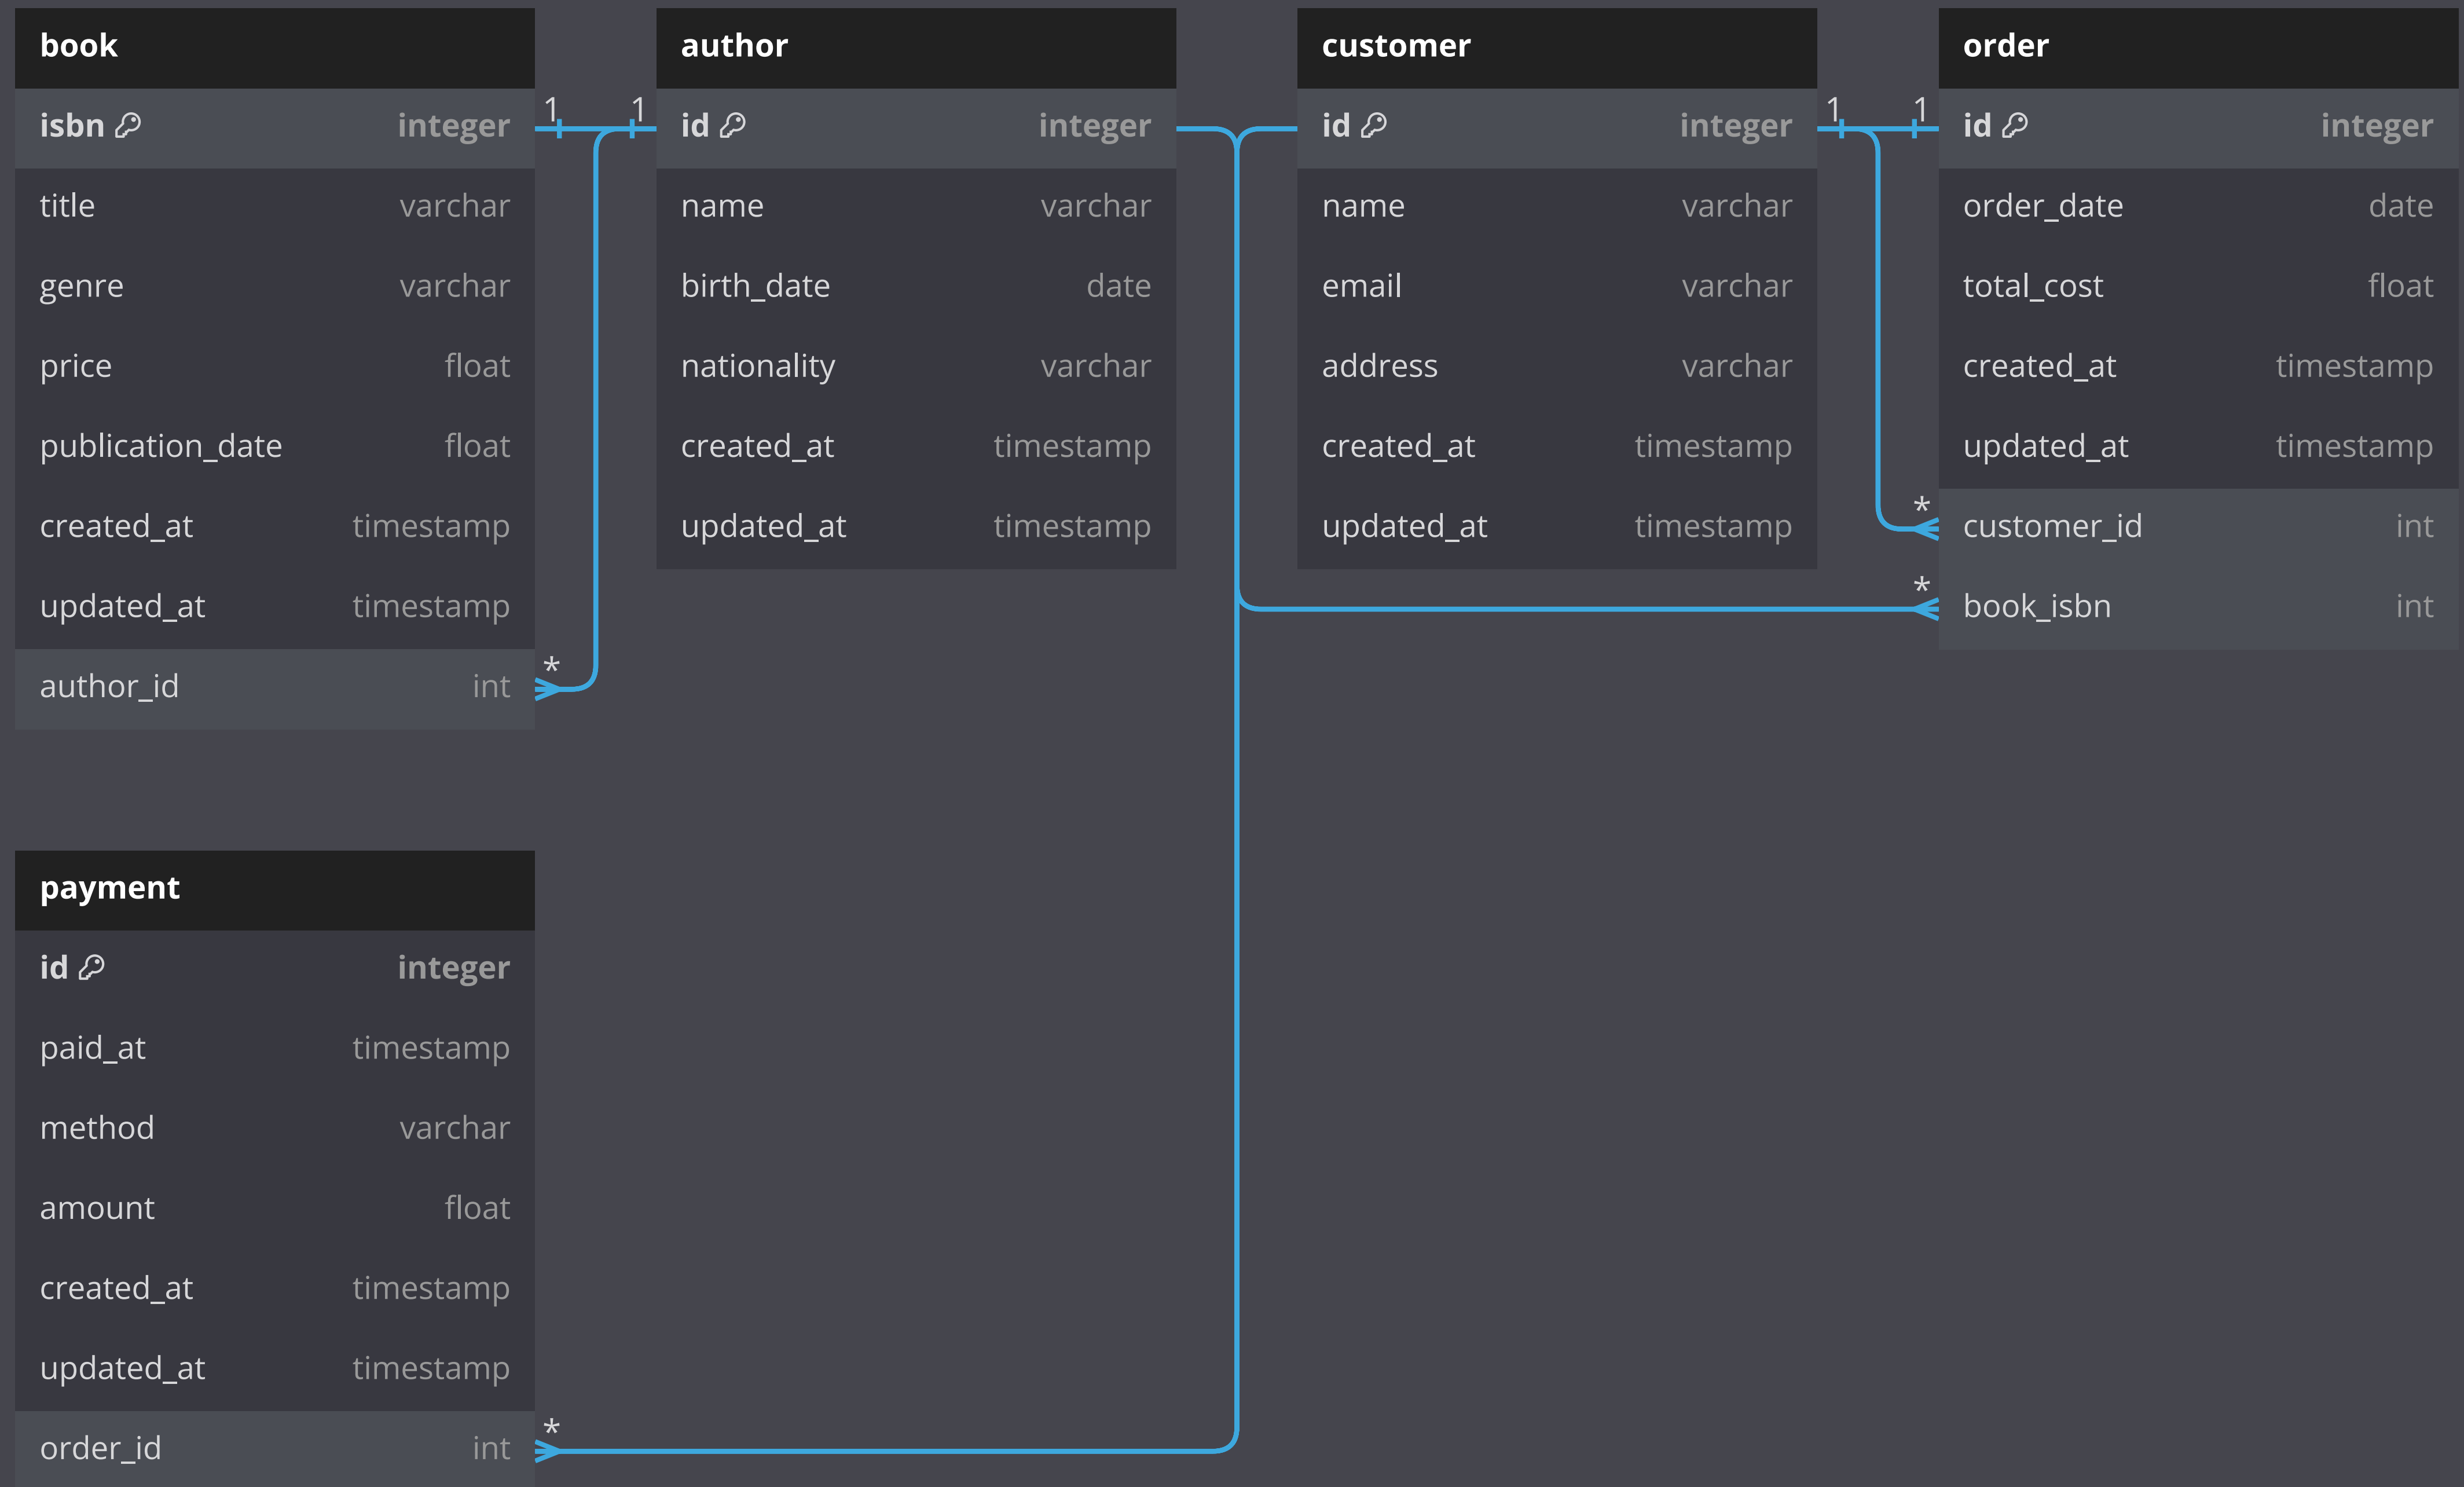 book
isbn integer
title varchar
genre varchar
price float
publication_date float
created_at timestamp
updated_at timestamp
author_id int
1 1
*
author
id integer
name varchar
birth_date date
nationality varchar
created_at timestamp
updated_at timestamp
customer
id integer
name varchar
email varchar
address varchar
created_at timestamp
updated_at timestamp
1 1
*
*
order
id integer
order_date date
total_cost float
created_at timestamp
updated_at timestamp
customer_id int
book_isbn int
payment
id integer
paid_at timestamp
method varchar
amount float
created_at timestamp
updated_at timestamp
order_id int
*